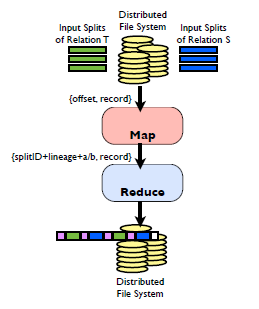 Input Splits
of Relation T
Distributed
File System
Input Splits
of Relation S
{offset, record}
Map
{splitID+lineage+a/b, record}
Reduce
Distributed
File System